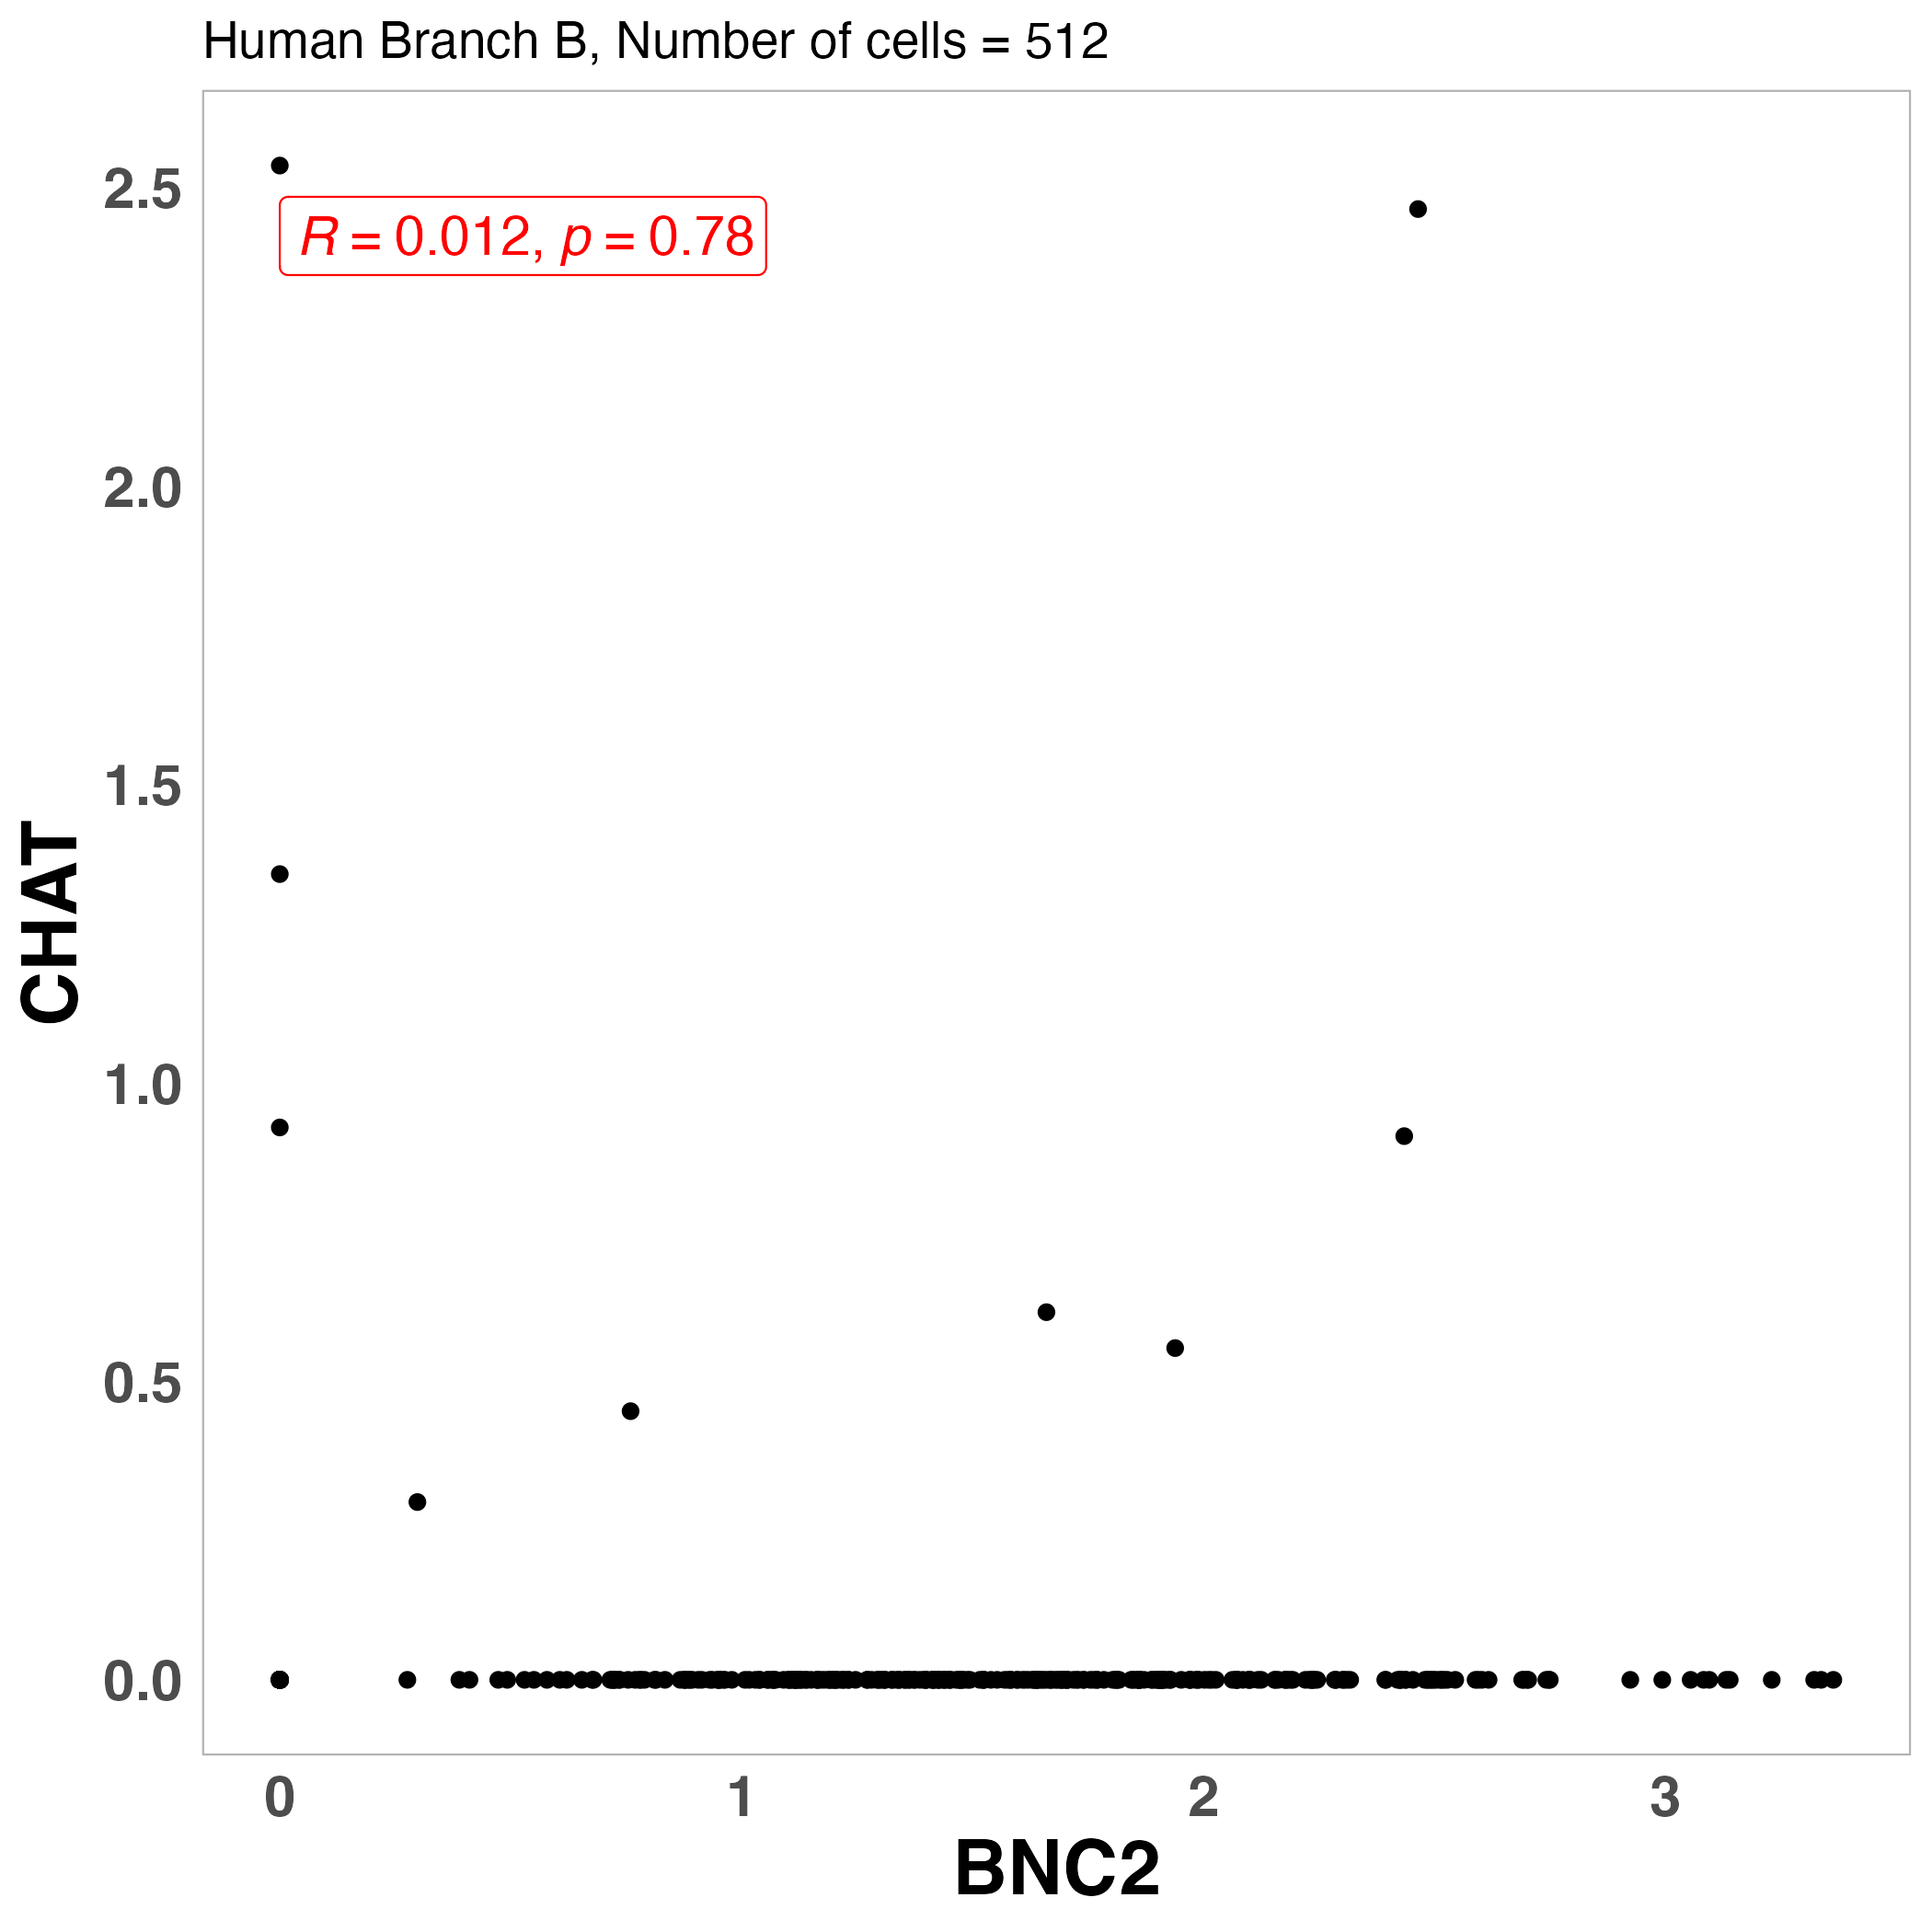 Human Branch B, Number of cells = 512
R = 0.012, p = 0.78
2.5
2.0
1.5
1.0
0.5
0.0
CHAT
0 1 2 3
BNC2